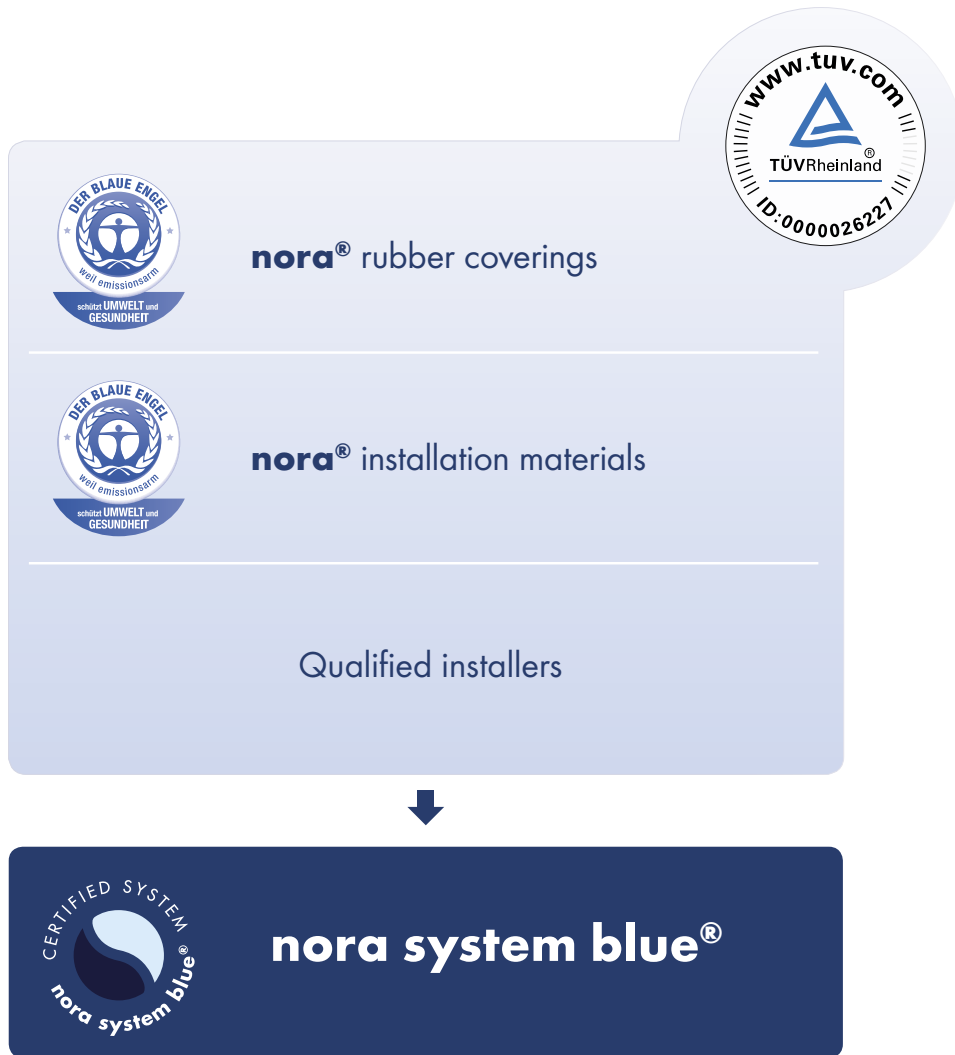 www.tuv.com
TÜVRheinland®
ID:0000026227
DER BLAUE ENGEL
weil emissionsarm
schützt UMWELT und
GESUNDHEIT
nora® rubber coverings
DER BLAUE ENGEL
weil emissionsarm
schützt UMWELT und
GESUNDHEIT
nora® installation materials
Qualified installers
CERTIFIED SYSTEM
nora system blue®
nora system blue®